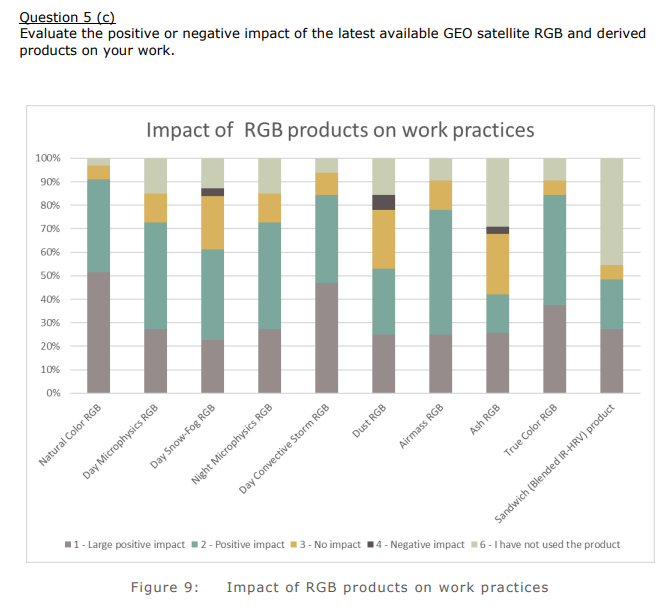 Question 5 (c)
Evaluate the positive or negative impact of the latest available GEO satellite RGB and derived
products on your work.
Impact of RGB products on work practices
100%
90%
80%
70%
60%
50%
40%
30%
20%
10%
0%
Natural Color RGB
Day Microphysics RGB
Day Snow-Fog RGB
Night Microphysics RGB
Day Convective Storm RGB
Dust RGB
Airmass RGB
Ash RGB
True Color RGB
Sandwich (Blended IR-HRV) product
1 - Large positive impact 2 - Positive impact 3 - No impact 4 - Negative impact 6 - I have not used the product
Figure 9: Impact of RGB products on work practices